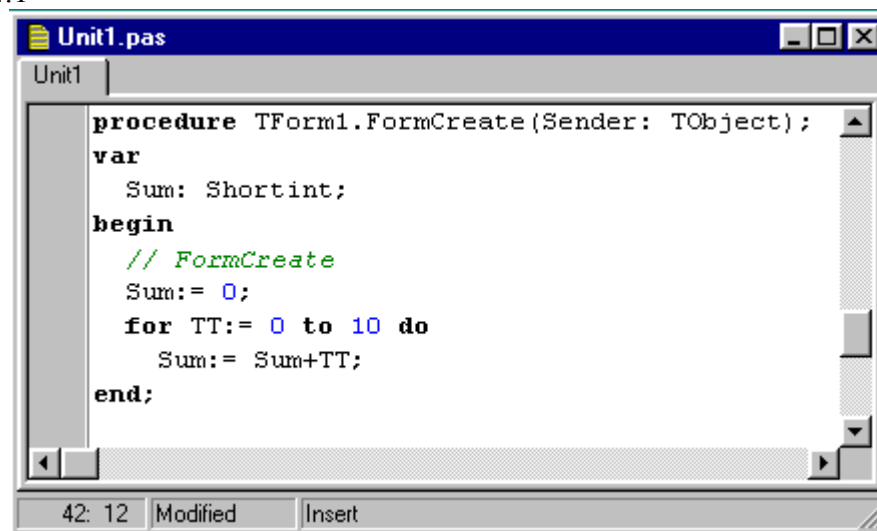 Unit1.pas
Unit1
procedure TForm1.FormCreate(Sender: TObject);
var
Sum: Shortint;
begin
// FormCreate
Sum:= 0;
for TT:= 0 to 10 do
Sum:= Sum+TT;
end;
42: 12 Modified Insert